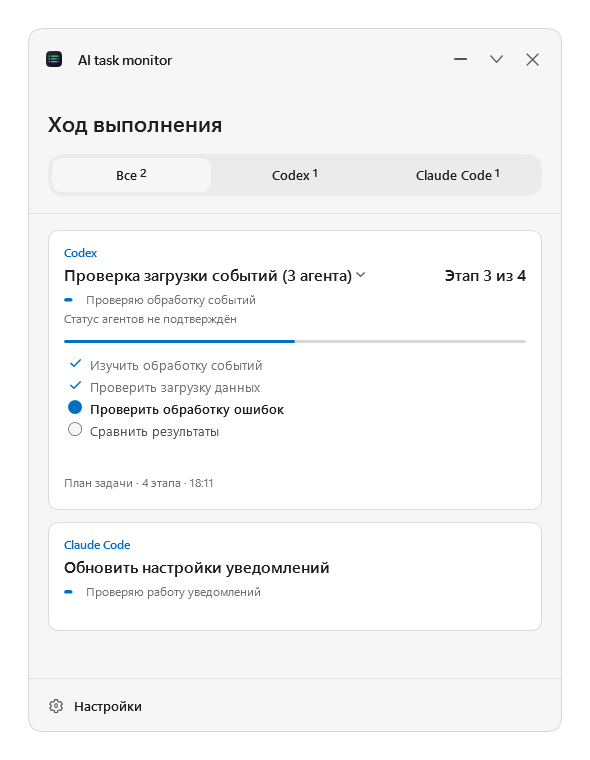 AI task monitor
Ход выполнения
Все 2
Codex 1
Claude Code 1
Codex
Проверка загрузки событий (3 агента)
Этап 3 из 4
Проверяю обработку событий
Статус агентов не подтверждён
Изучить обработку событий
Проверить загрузку данных
Проверить обработку ошибок
Сравнить результаты
План задачи · 4 этапа · 18:11
Claude Code
Обновить настройки уведомлений
Проверяю работу уведомлений
Настройки